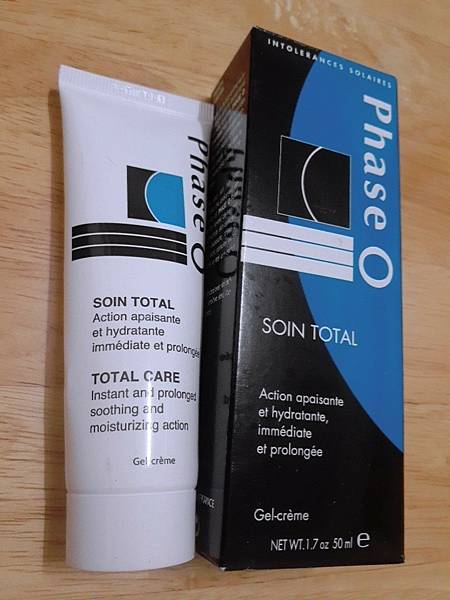 Phase O
SOIN TOTAL
Action apaisante
et hydratante
immédiate et prolongée
TOTAL CARE
Instant and prolonged
soothing and
moisturizing action
Gel-crème
INTOLERANCES SOLAIRES
Phase O
SOIN TOTAL
Action apaisante
et hydratante,
immédiate
et prolongée
Gel-crème
NET WT. 1.7 oz 50 ml e